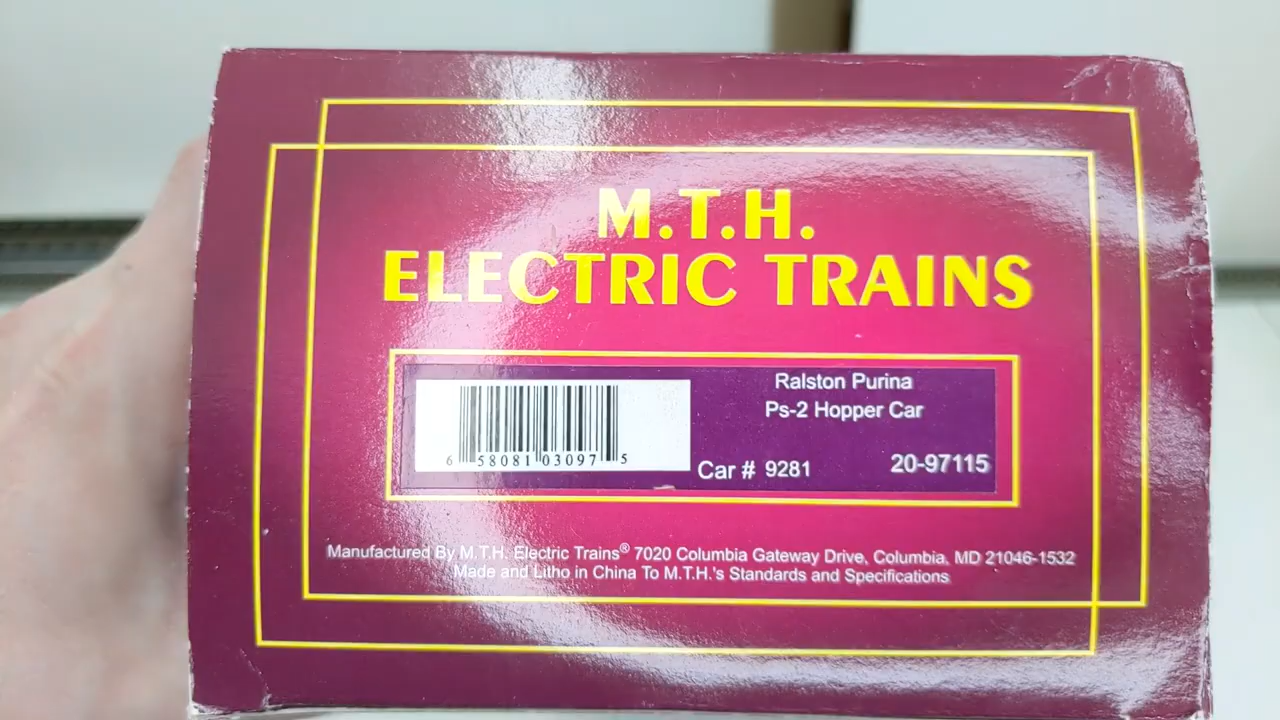 M.T.H.
ELECTRIC TRAINS
Ralston Purina
Ps-2 Hopper Car
6 58081 03097 5
Car # 9281
20-97115
Manufactured By M.T.H. Electric Trains® 7020 Columbia Gateway Drive, Columbia, MD 21046-1532
Made and Litho in China To M.T.H.'s Standards and Specifications